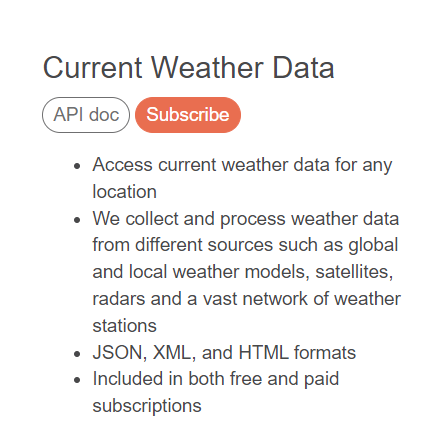 Current Weather Data
API doc Subscribe
• Access current weather data for any
location
• We collect and process weather data
from different sources such as global
and local weather models, satellites,
radars and a vast network of weather
stations
• JSON, XML, and HTML formats
• Included in both free and paid
subscriptions